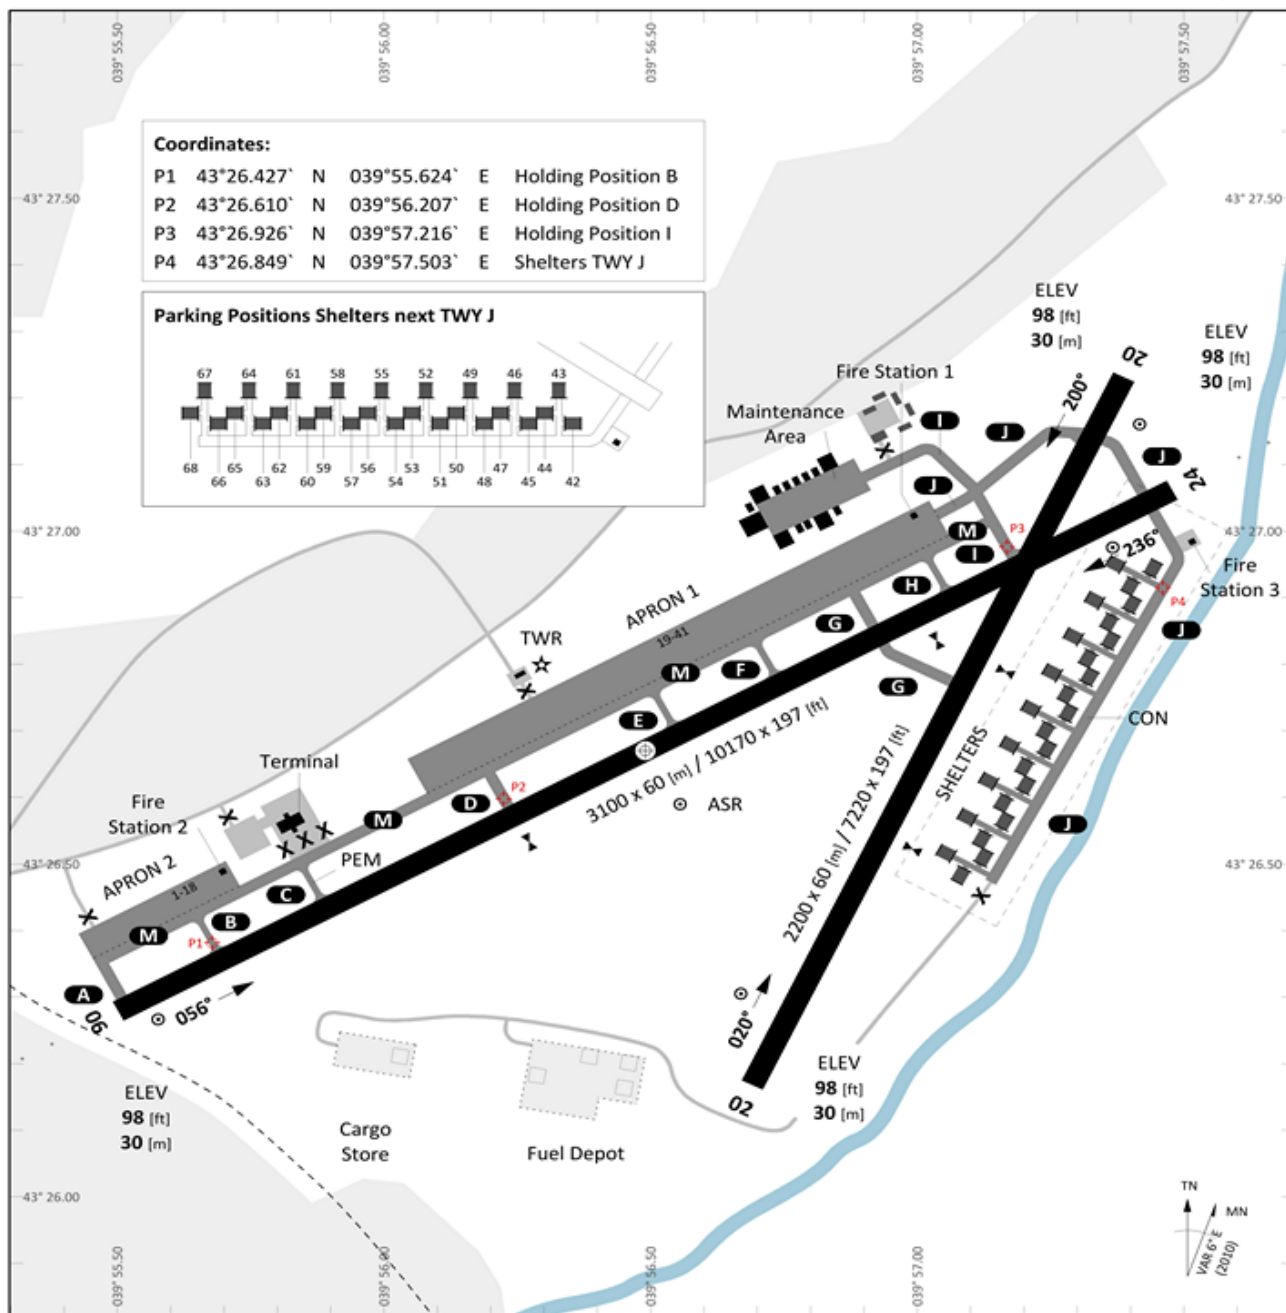 039° 55.50
039° 56.00
039° 56.50
039° 57.00
039° 57.50
Coordinates:
P1 43°26.427` N 039°55.624` E Holding Position B
P2 43°26.610` N 039°56.207` E Holding Position D
P3 43°26.926` N 039°57.216` E Holding Position I
P4 43°26.849` N 039°57.503` E Shelters TWY J
43° 27.50
43° 27.50
Parking Positions Shelters next TWY J
67 64 61 58 55 52 49 46 43
68 65 62 59 56 53 50 47 44
66 63 60 57 54 51 48 45 42
ELEV
98 [ft]
30 [m]
ELEV
98 [ft]
30 [m]
20
200°
Fire Station 1
Maintenance
Area
I
J
J
J
24
43° 27.00
43° 27.00
M
P3
I
236°
Fire
Station 3
H
P4
J
APRON 1
19-41
TWR
G
M
F
G
E
CON
SHELTERS
3100 x 60 [m] / 10170 x 197 [ft]
2200 x 60 [m] / 7220 x 197 [ft]
Terminal
P2
D
ASR
M
J
Fire
Station 2
PEM
43° 26.50
43° 26.50
APRON 2
1-18
C
B
M
P1
A
06
056°
020°
02
ELEV
98 [ft]
30 [m]
ELEV
98 [ft]
30 [m]
Cargo
Store
Fuel Depot
43° 26.00
43° 26.00
TN
MN
VAR 6° E
(2010)
039° 55.50
039° 56.00
039° 56.50
039° 57.00
039° 57.50